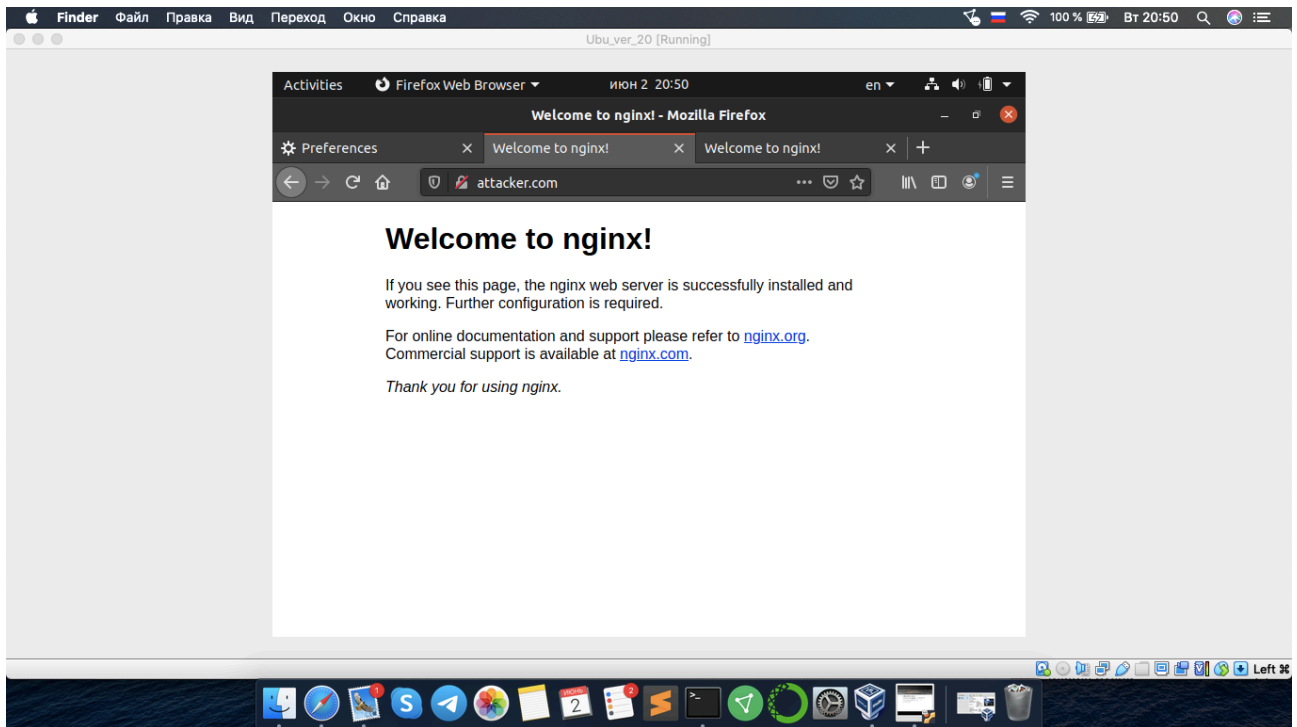 Finder Файл Правка Вид Переход Окно Справка 100 % Вт 20:50
Ubu_ver_20 [Running]
Activities Firefox Web Browser июн 2 20:50 en
Welcome to nginx! - Mozilla Firefox
Preferences Welcome to nginx! Welcome to nginx!
attacker.com
Welcome to nginx!
If you see this page, the nginx web server is successfully installed and
working. Further configuration is required.
For online documentation and support please refer to nginx.org.
Commercial support is available at nginx.com.
Thank you for using nginx.
Left ⌘
ИЮНЬ
2
1
2